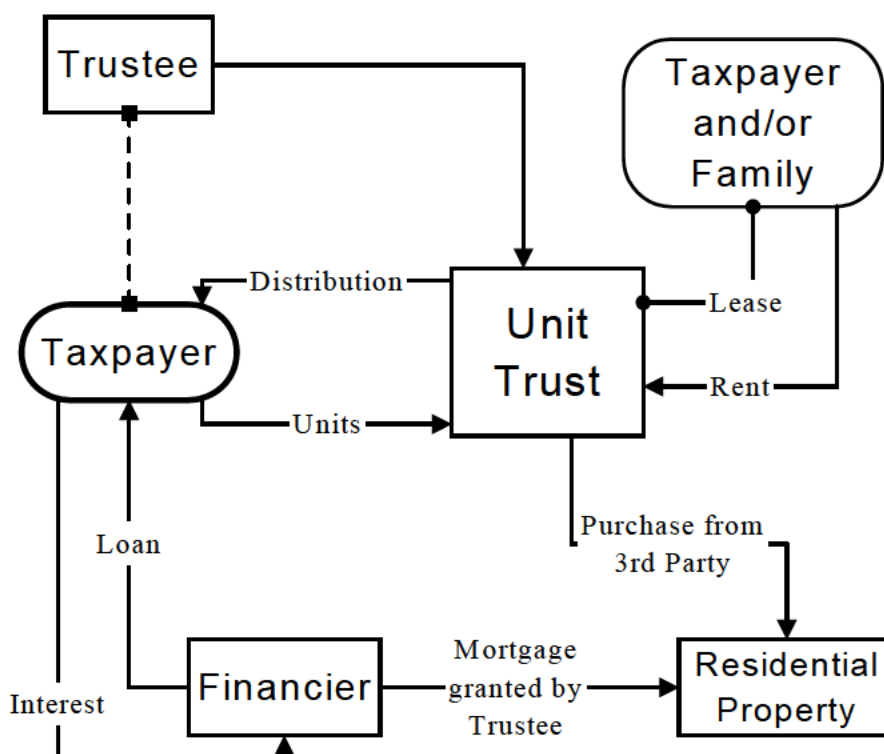 Trustee
Taxpayer
and/or
Family
Distribution
Lease
Unit
Trust
Taxpayer
Rent
Units
Purchase from
3rd Party
Loan
Mortgage
granted by
Trustee
Financier
Residential
Property
Interest